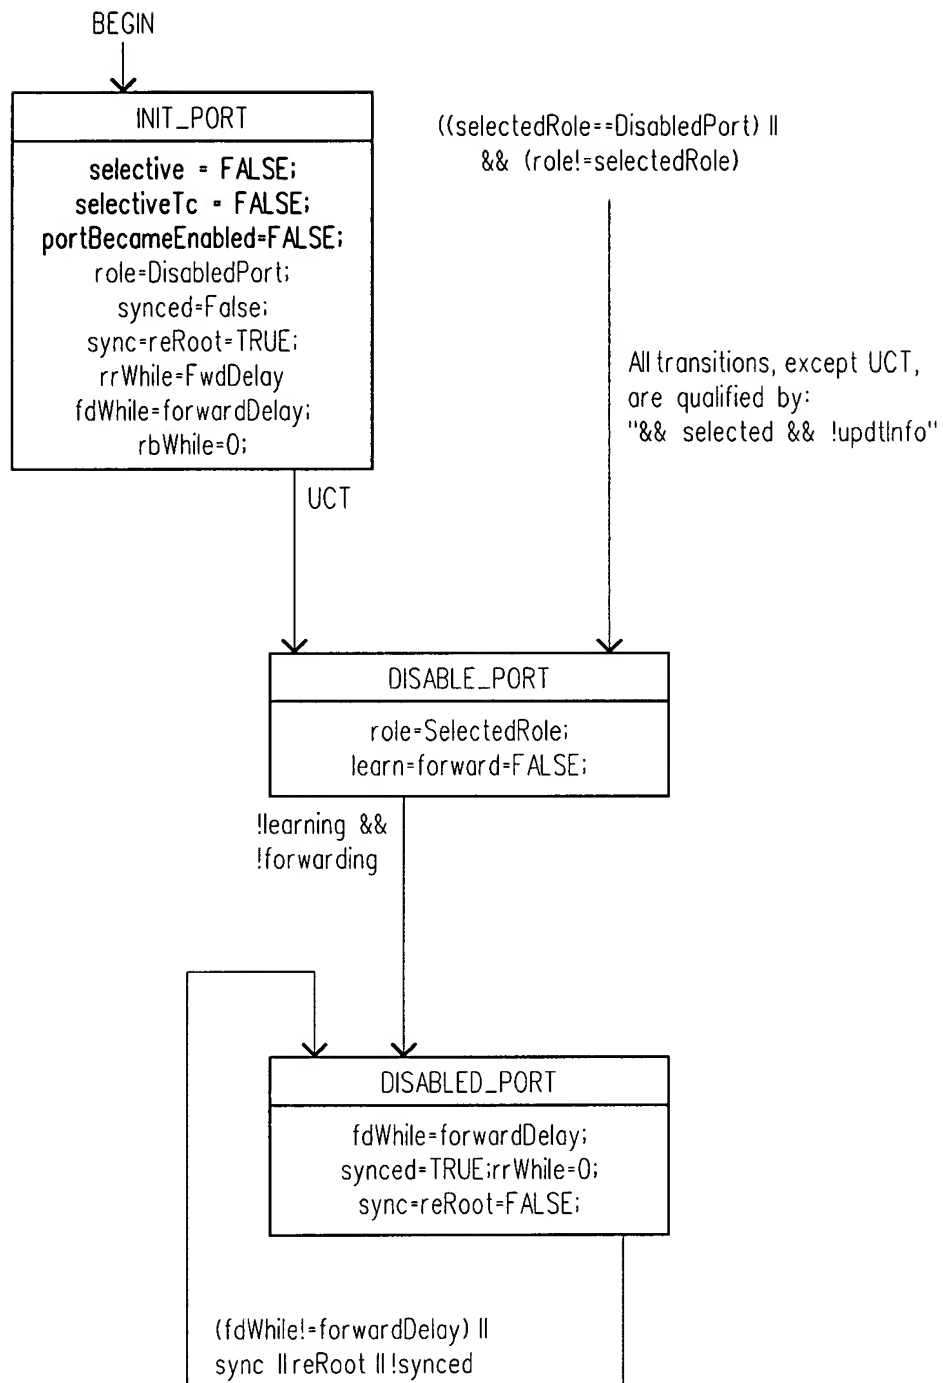 BEGIN
INIT_PORT
selective = FALSE;
selectiveTc = FALSE;
portBecameEnabled=FALSE;
role=DisabledPort;
synced=False;
sync=reRoot=TRUE;
rrWhile=FwdDelay
fdWhile=forwardDelay;
rbWhile=0;
((selectedRole==DisabledPort) ||
&& (role!=selectedRole)
All transitions, except UCT,
are qualified by:
"&& selected && !updtInfo"
UCT
DISABLE_PORT
role=SelectedRole;
learn=forward=FALSE;
!learning &&
!forwarding
DISABLED_PORT
fdWhile=forwardDelay;
synced=TRUE;rrWhile=0;
sync=reRoot=FALSE;
(fdWhile!=forwardDelay) ||
sync || reRoot || !synced